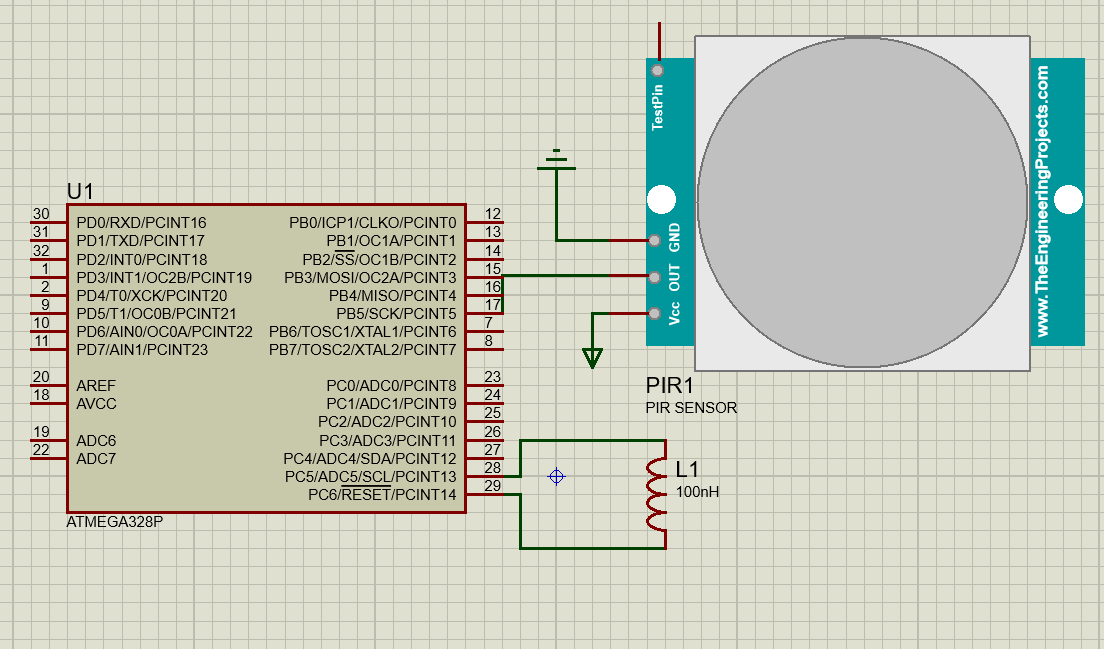 U1
30 PD0/RXD/PCINT16 PB0/ICP1/CLKO/PCINT0 12
31 PD1/TXD/PCINT17 PB1/OC1A/PCINT1 13
32 PD2/INT0/PCINT18 PB2/SS/OC1B/PCINT2 14
1 PD3/INT1/OC2B/PCINT19 PB3/MOSI/OC2A/PCINT3 15
2 PD4/T0/XCK/PCINT20 PB4/MISO/PCINT4 16
9 PD5/T1/OC0B/PCINT21 PB5/SCK/PCINT5 17
10 PD6/AIN0/OC0A/PCINT22 PB6/TOSC1/XTAL1/PCINT6 7
11 PD7/AIN1/PCINT23 PB7/TOSC2/XTAL2/PCINT7 8
20 AREF PC0/ADC0/PCINT8 23
18 AVCC PC1/ADC1/PCINT9 24
PC2/ADC2/PCINT10 25
19 ADC6 PC3/ADC3/PCINT11 26
22 ADC7 PC4/ADC4/SDA/PCINT12 27
PC5/ADC5/SCL/PCINT13 28
PC6/RESET/PCINT14 29
ATMEGA328P
TestPin
GND
OUT
Vcc
www.TheEngineeringProjects.com
PIR1
PIR SENSOR
L1
100nH